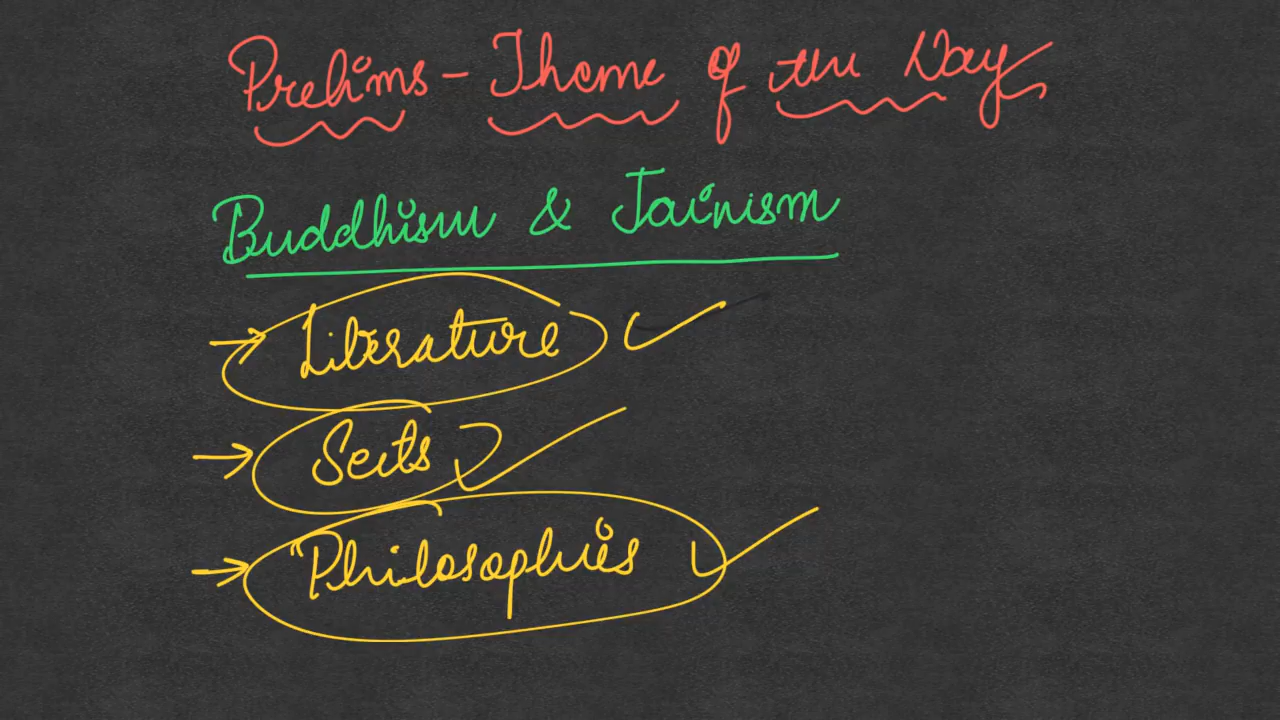 Prelims - Theme of the Day
Buddhism & Jainism
→ Literature
→ Sects
→ Philosophies